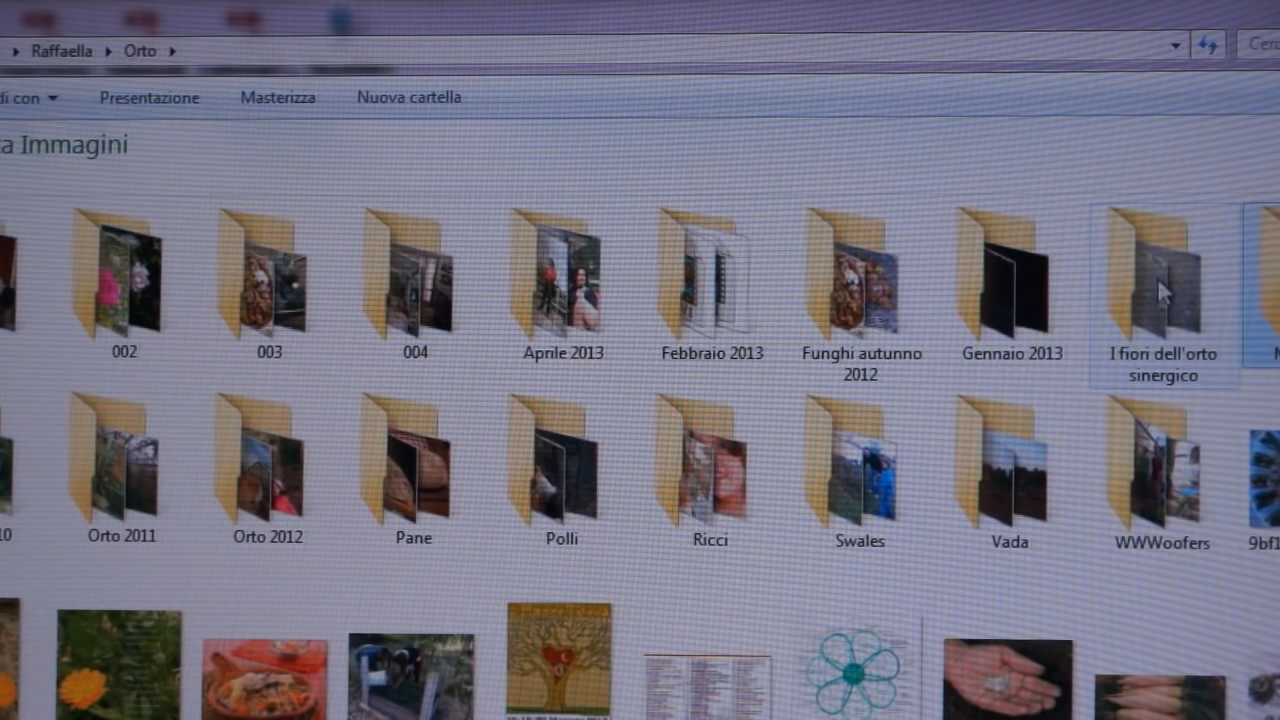 Raffaella Orto
di con Presentazione Masterizza Nuova cartella
Immagini
002 003 004 Aprile 2013 Febbraio 2013 Funghi autunno 2012 Gennaio 2013 I fiori dell'orto sinergico
10 Orto 2011 Orto 2012 Pane Polli Ricci Swales Vada WWWoofers 9bf1